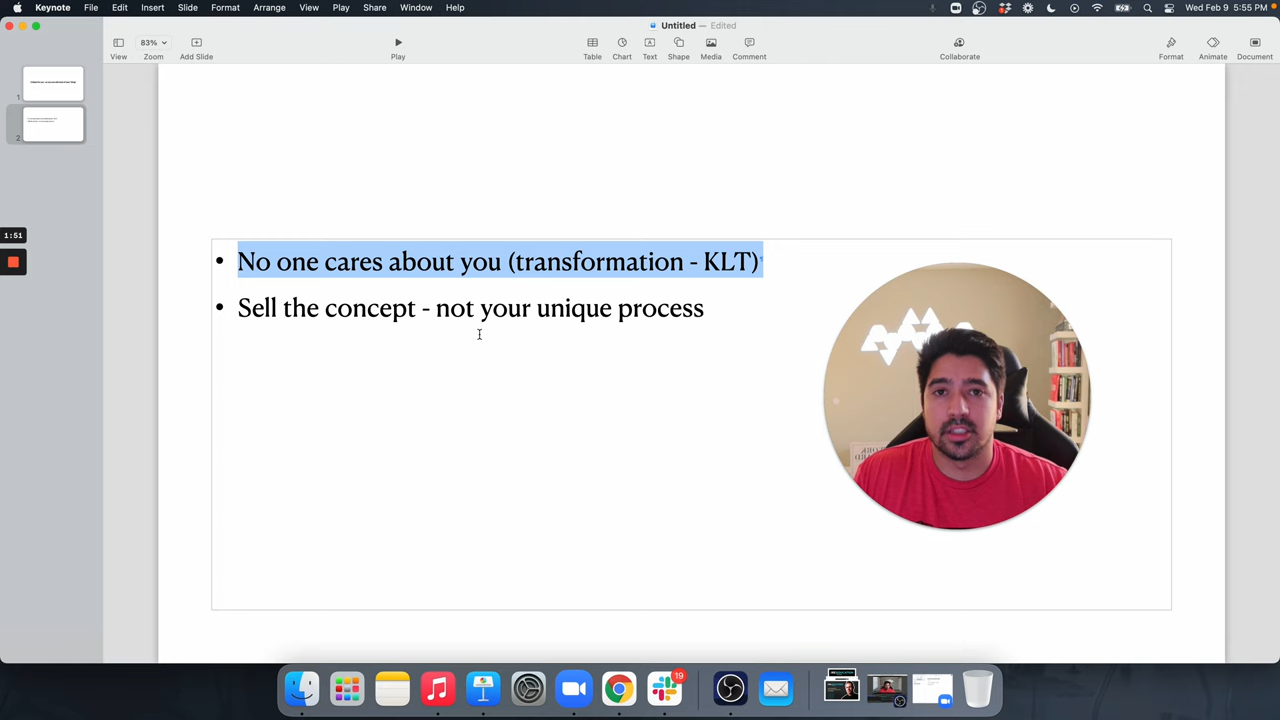 Keynote File Edit Insert Slide Format Arrange View Play Share Window Help Wed Feb 9 5:55 PM
Untitled — Edited
83%
View Zoom Add Slide Play Table Chart Text Shape Media Comment Collaborate Format Animate Document
1
2
1:51
• No one cares about you (transformation - KLT)
• Sell the concept - not your unique process
19